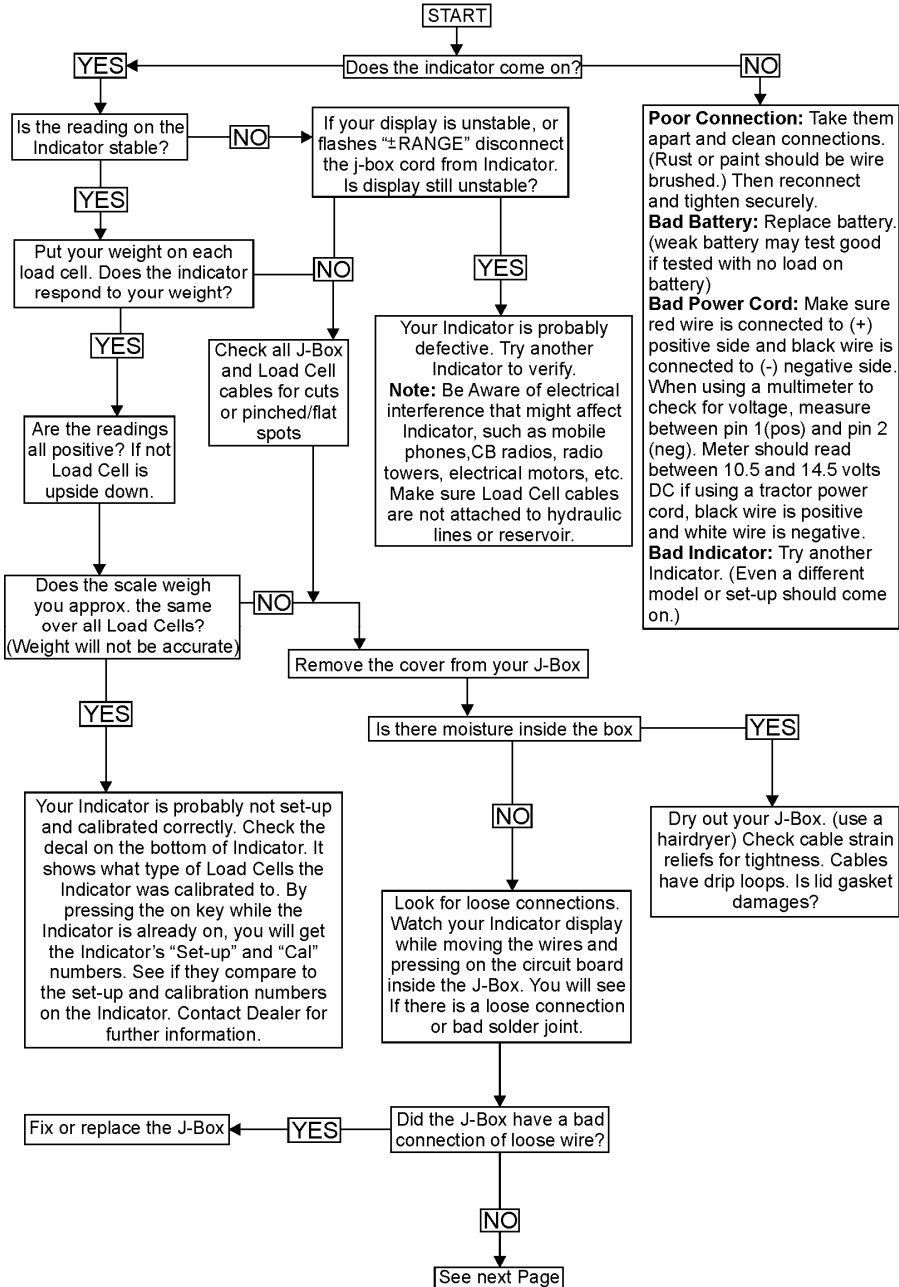 START
Does the indicator come on?
YES
NO
Is the reading on the
Indicator stable?
NO
If your display is unstable, or
flashes “±RANGE” disconnect
the j-box cord from Indicator.
Is display still unstable?
Poor Connection: Take them
apart and clean connections.
(Rust or paint should be wire
brushed.) Then reconnect
and tighten securely.
Bad Battery: Replace battery.
(weak battery may test good
if tested with no load on
battery)
Bad Power Cord: Make sure
red wire is connected to (+)
positive side and black wire is
connected to (-) negative side.
When using a multimeter to
check for voltage, measure
between pin 1(pos) and pin 2
(neg). Meter should read
between 10.5 and 14.5 volts
DC if using a tractor power
cord, black wire is positive
and white wire is negative.
Bad Indicator: Try another
Indicator. (Even a different
model or set-up should come
on.)
YES
Put your weight on each
load cell. Does the indicator
respond to your weight?
NO
YES
YES
Check all J-Box
and Load Cell
cables for cuts
or pinched/flat
spots
Your Indicator is probably
defective. Try another
Indicator to verify.
Note: Be Aware of electrical
interference that might affect
Indicator, such as mobile
phones,CB radios, radio
towers, electrical motors, etc.
Make sure Load Cell cables
are not attached to hydraulic
lines or reservoir.
Are the readings
all positive? If not
Load Cell is
upside down.
Does the scale weigh
you approx. the same
over all Load Cells?
(Weight will not be accurate)
NO
Remove the cover from your J-Box
YES
Is there moisture inside the box
YES
NO
Your Indicator is probably not set-up
and calibrated correctly. Check the
decal on the bottom of Indicator. It
shows what type of Load Cells the
Indicator was calibrated to. By
pressing the on key while the
Indicator is already on, you will get
the Indicator’s “Set-up” and “Cal”
numbers. See if they compare to
the set-up and calibration numbers
on the Indicator. Contact Dealer for
further information.
Dry out your J-Box. (use a
hairdryer) Check cable strain
reliefs for tightness. Cables
have drip loops. Is lid gasket
damages?
Look for loose connections.
Watch your Indicator display
while moving the wires and
pressing on the circuit board
inside the J-Box. You will see
If there is a loose connection
or bad solder joint.
Did the J-Box have a bad
connection of loose wire?
YES
Fix or replace the J-Box
NO
See next Page